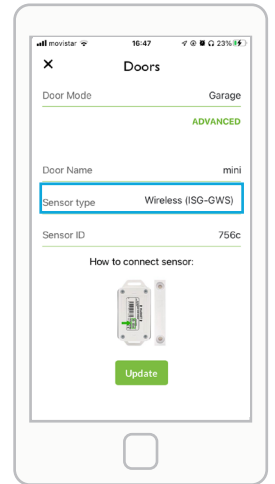 movistar 16:47 23%
× Doors
Door Mode Garage
ADVANCED
Door Name mini
Sensor type Wireless (ISG-GWS)
Sensor ID 756c
How to connect sensor:
Update